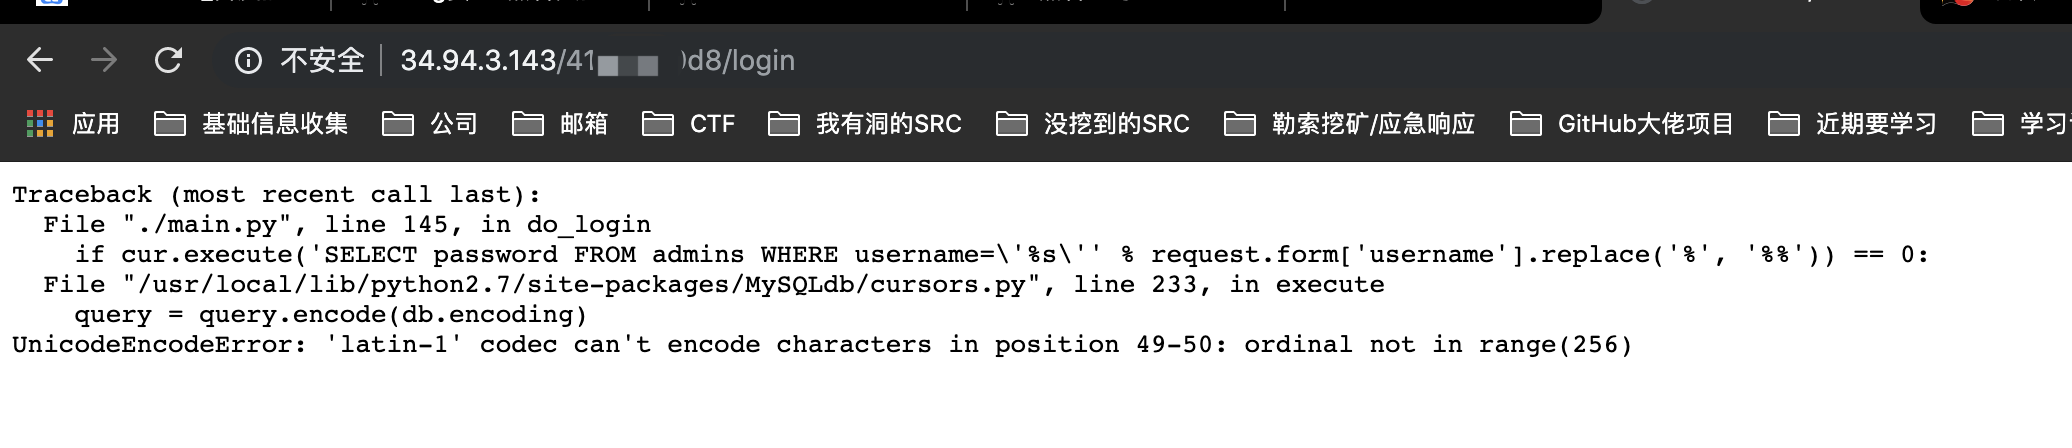 不安全 34.94.3.143/41 d8/login
应用 基础信息收集 公司 邮箱 CTF 我有洞的SRC 没挖到的SRC 勒索挖矿/应急响应 GitHub大佬项目 近期要学习 学习
Traceback (most recent call last):
File "./main.py", line 145, in do_login
if cur.execute('SELECT password FROM admins WHERE username=\'%s\'' % request.form['username'].replace('%', '%%')) == 0:
File "/usr/local/lib/python2.7/site-packages/MySQLdb/cursors.py", line 233, in execute
query = query.encode(db.encoding)
UnicodeEncodeError: 'latin-1' codec can't encode characters in position 49-50: ordinal not in range(256)